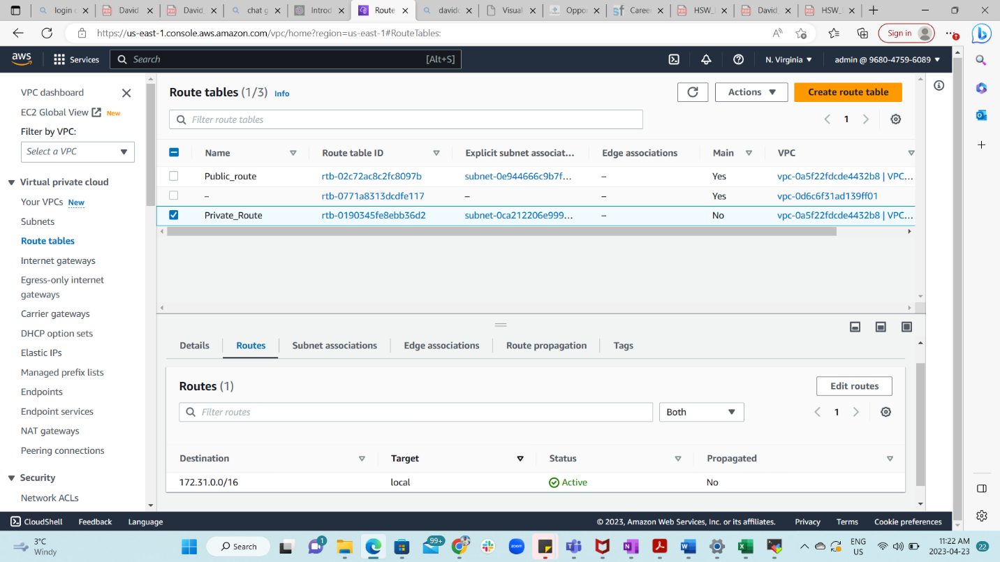 login c
David
David_
chat g
Introd
Route
davidc
Visual
Oppor
Career
HSW_
David_
HSW_
https://us-east-1.console.aws.amazon.com/vpc/home?region=us-east-1#RouteTables:
Sign in
aws
Services
Search
[Alt+S]
N. Virginia
admin @ 9680-4759-6089
VPC dashboard
EC2 Global View New
Filter by VPC:
Select a VPC
Virtual private cloud
Your VPCs New
Subnets
Route tables
Internet gateways
Egress-only internet
gateways
Carrier gateways
DHCP option sets
Elastic IPs
Managed prefix lists
Endpoints
Endpoint services
NAT gateways
Peering connections
Security
Network ACLs
Route tables (1/3) Info
Actions
Create route table
Filter route tables
1
Name Route table ID Explicit subnet associat... Edge associations Main VPC
Public_route rtb-02c72ac8c2fc8097b subnet-0e944666c9b7f... – Yes vpc-0a5f22fdcde4432b8 | VPC...
– rtb-0771a8313dcdfe117 – – Yes vpc-0d6c6f31ad139ff01
Private_Route rtb-0190345fe8ebb36d2 subnet-0ca212206e999... – No vpc-0a5f22fdcde4432b8 | VPC...
Details Routes Subnet associations Edge associations Route propagation Tags
Routes (1)
Edit routes
Filter routes
Both
1
Destination Target Status Propagated
172.31.0.0/16 local Active No
CloudShell Feedback Language
© 2023, Amazon Web Services, Inc. or its affiliates. Privacy Terms Cookie preferences
3°C
Windy
Search
1
99+
zoom
ENG
US
11:22 AM
2023-04-23
22